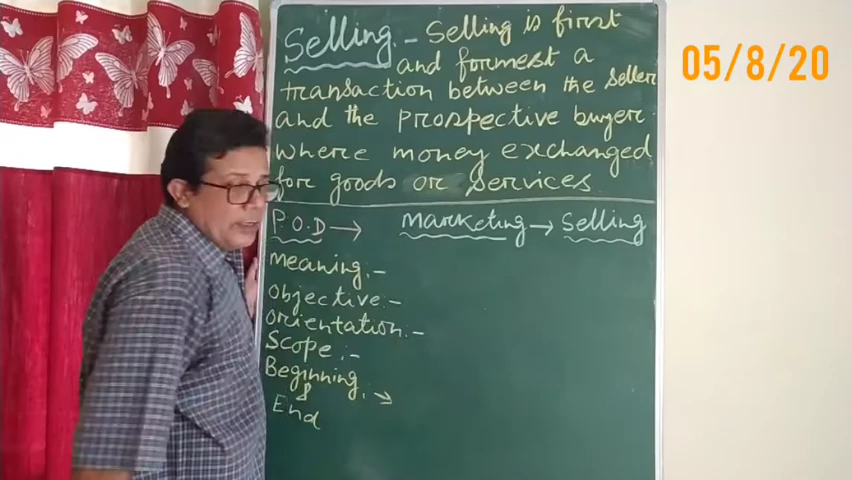 Selling.- Selling is first
and formest a
transaction between the Seller
and the Prospective buyer
where money exchanged
for goods or services
P.O.D → Marketing → Selling
Meaning.-
Objective.-
Orientation.-
Scope.-
Beginning
&
End .→
05/8/20